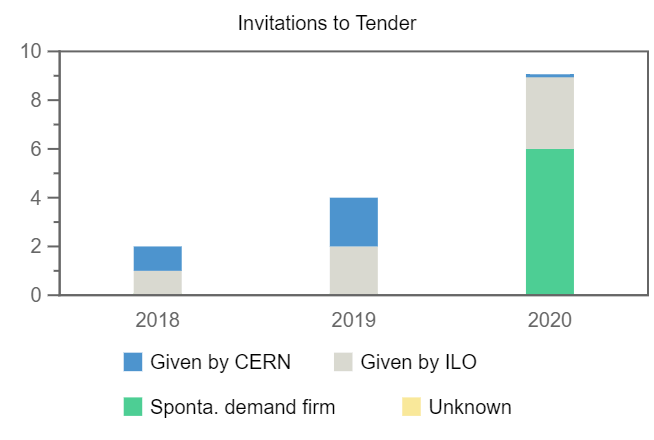 Invitations to Tender
10
8
6
4
2
0
2018 2019 2020
Given by CERN Given by ILO
Sponta. demand firm Unknown